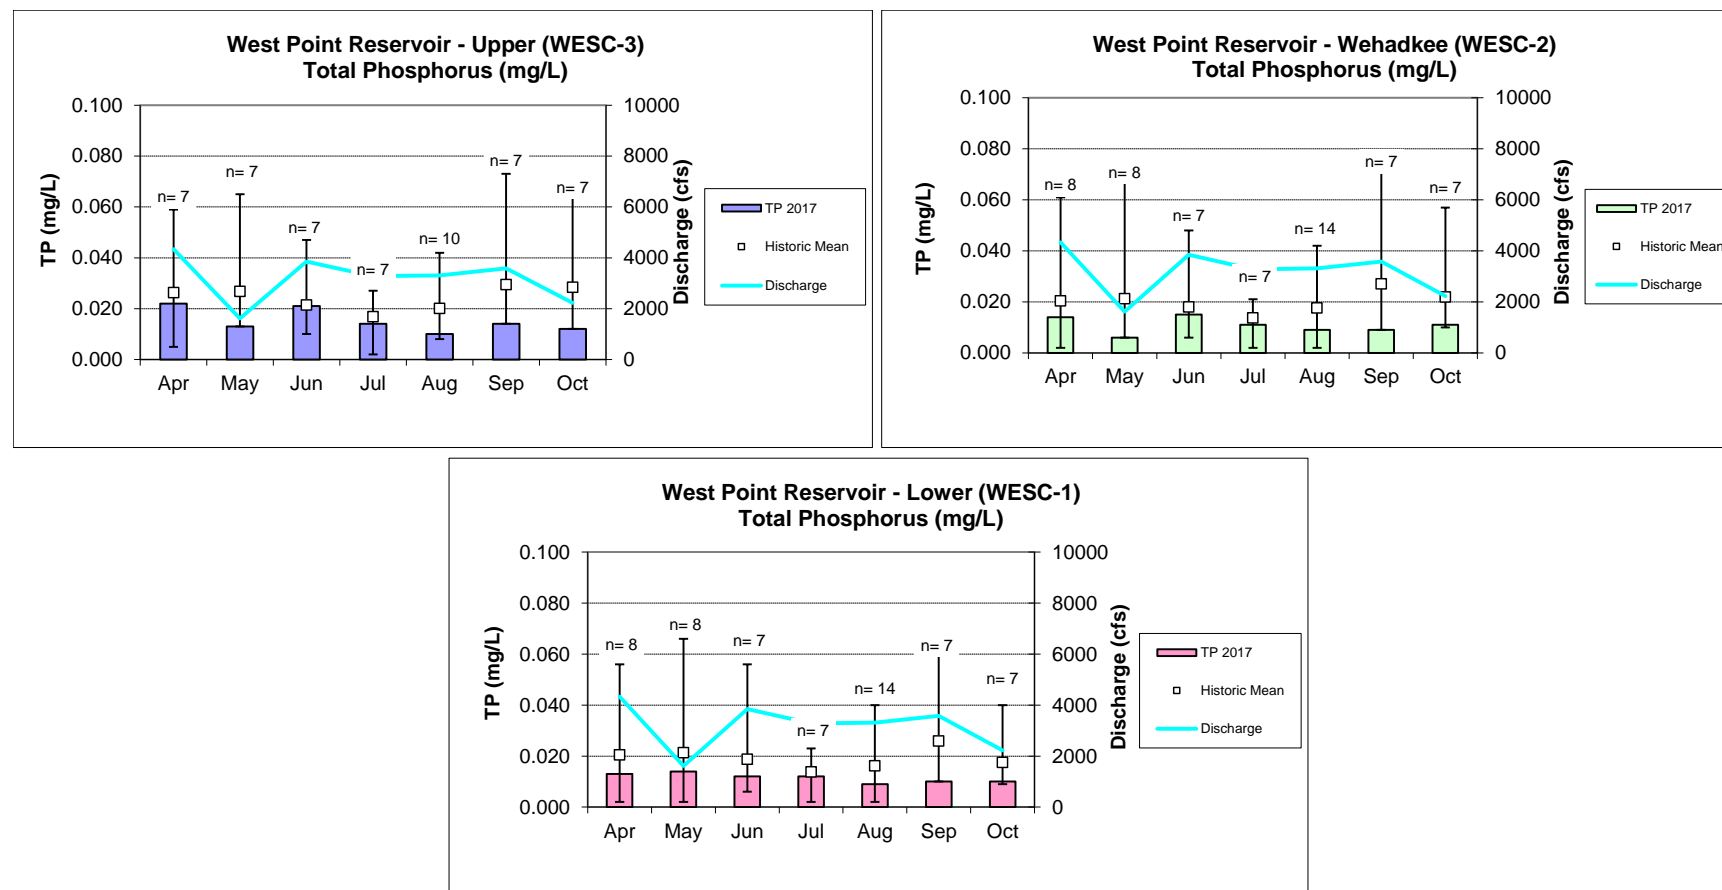 West Point Reservoir - Upper (WESC-3)
Total Phosphorus (mg/L)
TP (mg/L)
0.100
0.080
0.060
0.040
0.020
0.000
n= 7
n= 7
n= 7
n= 7
n= 10
n= 7
n= 7
Apr May Jun Jul Aug Sep Oct
10000
8000
6000
4000
2000
0
Discharge (cfs)
TP 2017
Historic Mean
Discharge
West Point Reservoir - Wehadkee (WESC-2)
Total Phosphorus (mg/L)
TP (mg/L)
0.100
0.080
0.060
0.040
0.020
0.000
n= 8
n= 8
n= 7
n= 7
n= 14
n= 7
n= 7
Apr May Jun Jul Aug Sep Oct
10000
8000
6000
4000
2000
0
Discharge (cfs)
TP 2017
Historic Mean
Discharge
West Point Reservoir - Lower (WESC-1)
Total Phosphorus (mg/L)
TP (mg/L)
0.100
0.080
0.060
0.040
0.020
0.000
n= 8
n= 8
n= 7
n= 7
n= 14
n= 7
n= 7
Apr May Jun Jul Aug Sep Oct
10000
8000
6000
4000
2000
0
Discharge (cfs)
TP 2017
Historic Mean
Discharge